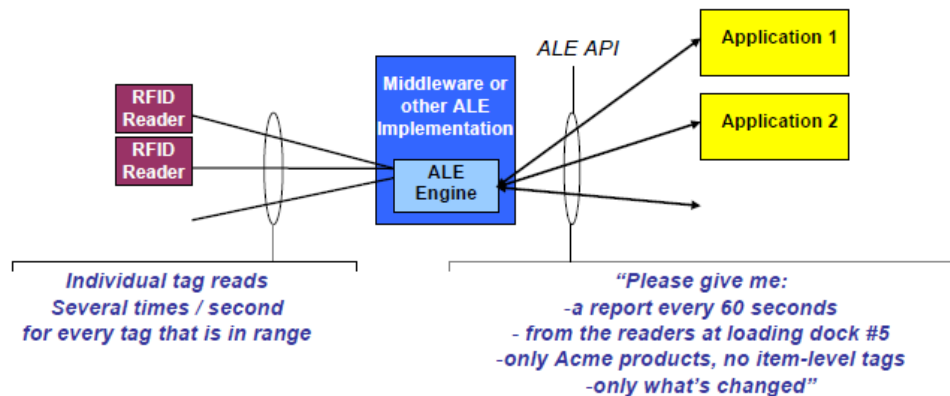 ALE API
Application 1
Middleware or
other ALE
Implementation
RFID
Reader
Application 2
RFID
Reader
ALE
Engine
Individual tag reads
Several times / second
for every tag that is in range
“Please give me:
-a report every 60 seconds
- from the readers at loading dock #5
-only Acme products, no item-level tags
-only what's changed”